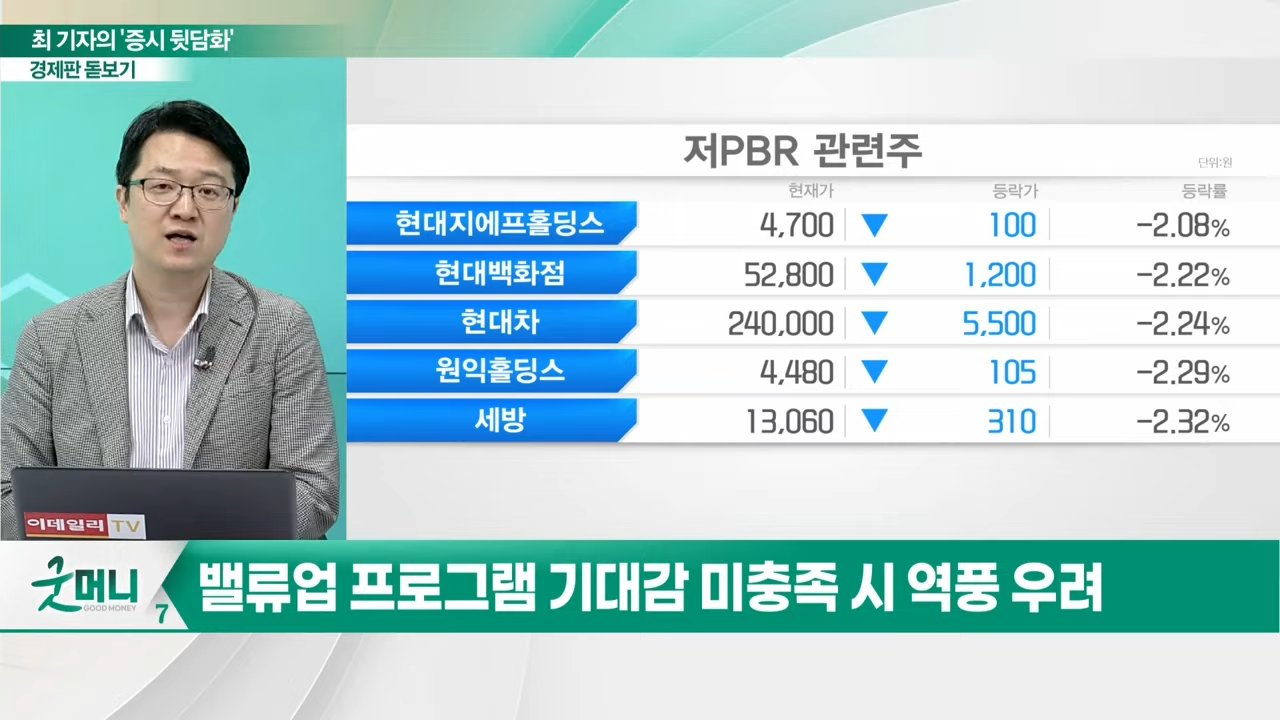 최 기자의 '증시 뒷담화'
경제판 돋보기
저PBR 관련주
단위:원
현재가 등락가 등락률
현대지에프홀딩스 4,700 ▼ 100 -2.08%
현대백화점 52,800 ▼ 1,200 -2.22%
현대차 240,000 ▼ 5,500 -2.24%
원익홀딩스 4,480 ▼ 105 -2.29%
세방 13,060 ▼ 310 -2.32%
이데일리 TV
굿머니 GOOD MONEY 7
밸류업 프로그램 기대감 미충족 시 역풍 우려